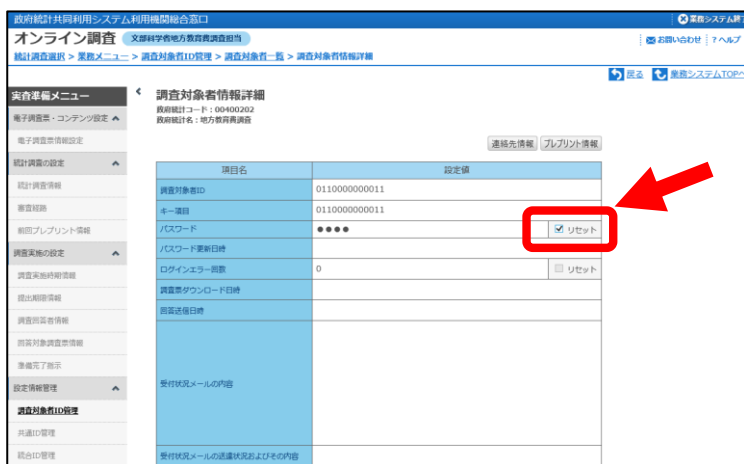 政府統計共同利用システム利用機関総合窓口
業務システム終
オンライン調査 文部科学省地方教育費調査担当
お問い合わせ ? ヘルプ
統計調査選択 > 業務メニュー > 調査対象者ID管理 > 調査対象者一覧 > 調査対象者情報詳細
戻る 業務システムTOPへ
実査準備メニュー
電子調査票・コンテンツ設定
電子調査票情報設定
統計調査の設定
統計調査情報
審査経路
前回プレプリント情報
調査実施の設定
調査実施時期情報
提出期限情報
調査回答者情報
回答対象調査票情報
準備完了指示
設定情報管理
調査対象者ID管理
共通ID管理
統合ID管理
調査対象者情報詳細
政府統計コード:00400202
政府統計名:地方教育費調査
連絡先情報 プレプリント情報
項目名 設定値
調査対象者ID 0110000000011
キー項目 0110000000011
パスワード ●●●● リセット
パスワード更新日時
ログインエラー回数 0 リセット
調査票ダウンロード日時
回答送信日時
受付状況メールの内容
受付状況メールの送達状況およびその内容